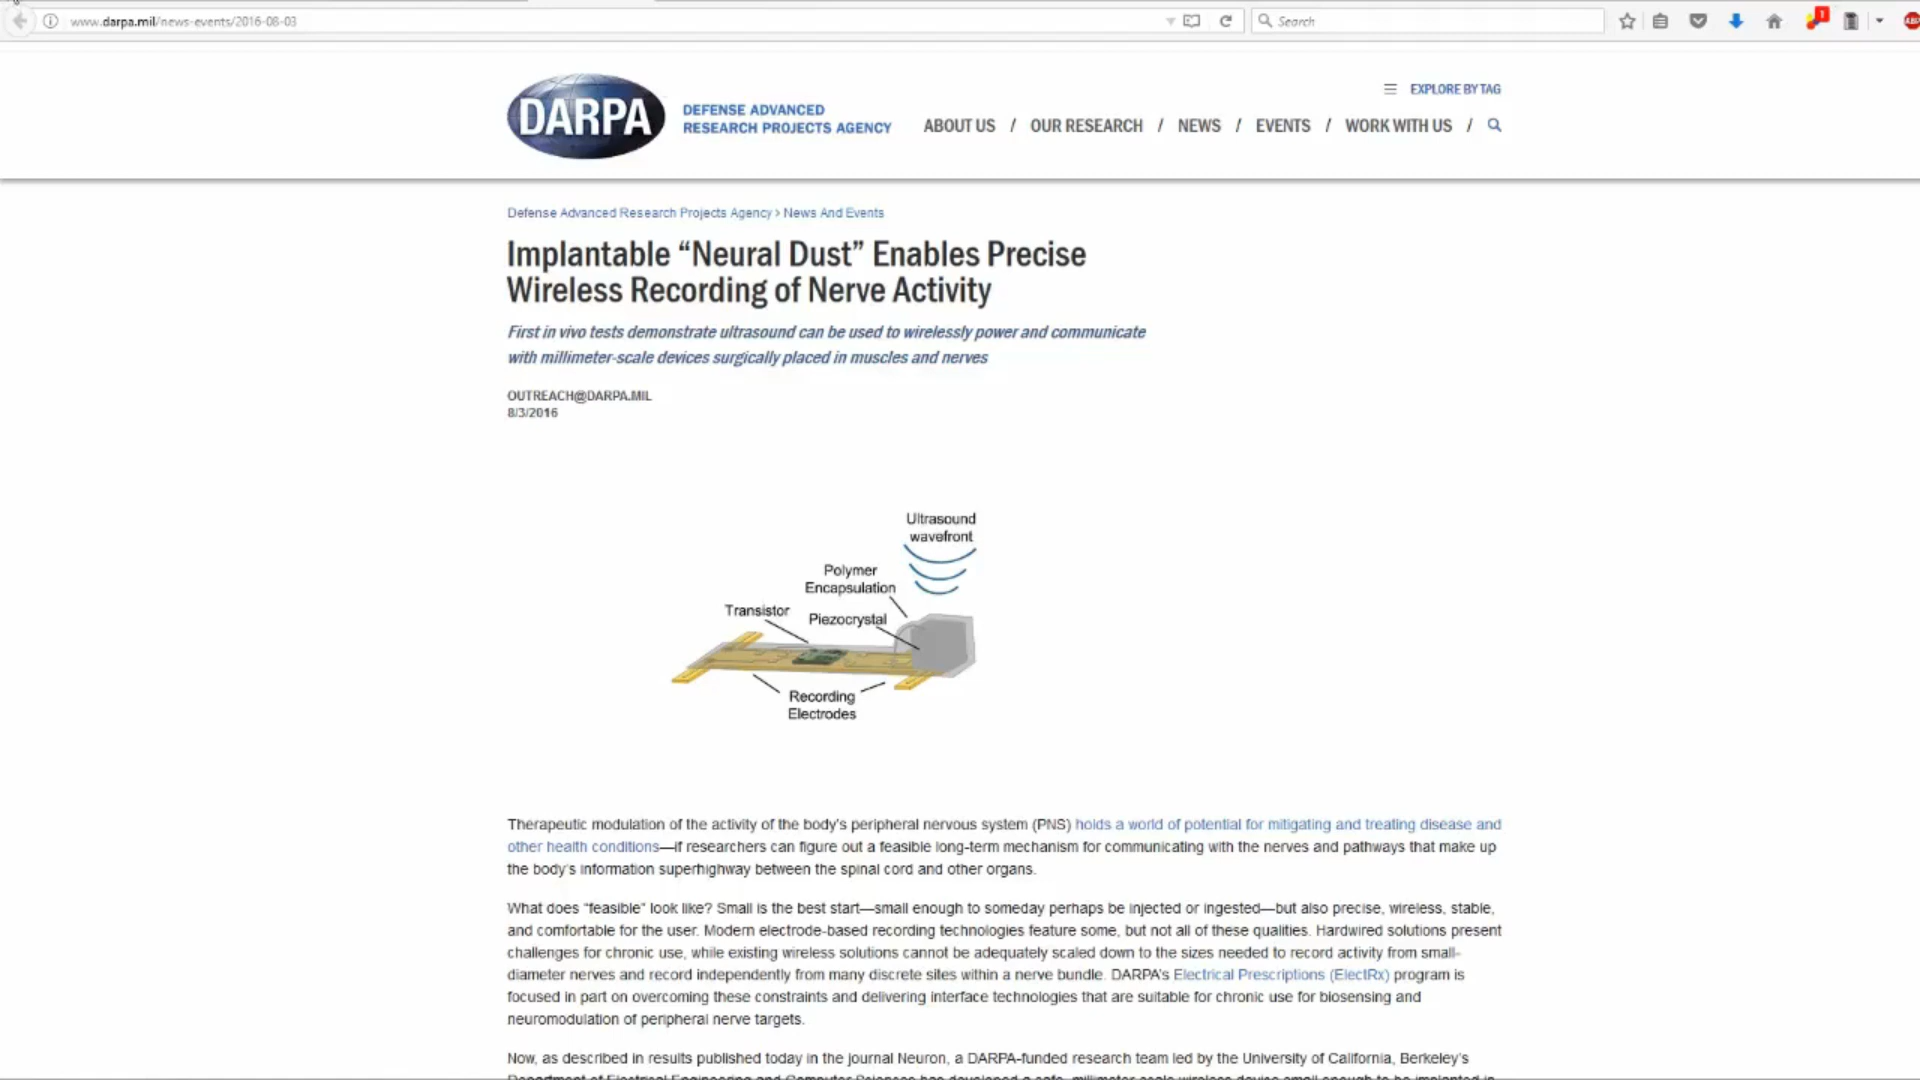 www.darpa.mil/news-events/2016-08-03
Search
1
DARPA
DEFENSE ADVANCED
RESEARCH PROJECTS AGENCY
EXPLORE BY TAG
ABOUT US / OUR RESEARCH / NEWS / EVENTS / WORK WITH US /
Defense Advanced Research Projects Agency > News And Events
Implantable “Neural Dust” Enables Precise
Wireless Recording of Nerve Activity
First in vivo tests demonstrate ultrasound can be used to wirelessly power and communicate
with millimeter-scale devices surgically placed in muscles and nerves
OUTREACH@DARPA.MIL
8/3/2016
Ultrasound
wavefront
Polymer
Encapsulation
Transistor
Piezocrystal
Recording
Electrodes
Therapeutic modulation of the activity of the body’s peripheral nervous system (PNS) holds a world of potential for mitigating and treating disease and
other health conditions—if researchers can figure out a feasible long-term mechanism for communicating with the nerves and pathways that make up
the body’s information superhighway between the spinal cord and other organs.
What does “feasible” look like? Small is the best start—small enough to someday perhaps be injected or ingested—but also precise, wireless, stable,
and comfortable for the user. Modern electrode-based recording technologies feature some, but not all of these qualities. Hardwired solutions present
challenges for chronic use, while existing wireless solutions cannot be adequately scaled down to the sizes needed to record activity from small-
diameter nerves and record independently from many discrete sites within a nerve bundle. DARPA’s Electrical Prescriptions (ElectRx) program is
focused in part on overcoming these constraints and delivering interface technologies that are suitable for chronic use for biosensing and
neuromodulation of peripheral nerve targets.
Now, as described in results published today in the journal Neuron, a DARPA-funded research team led by the University of California, Berkeley’s